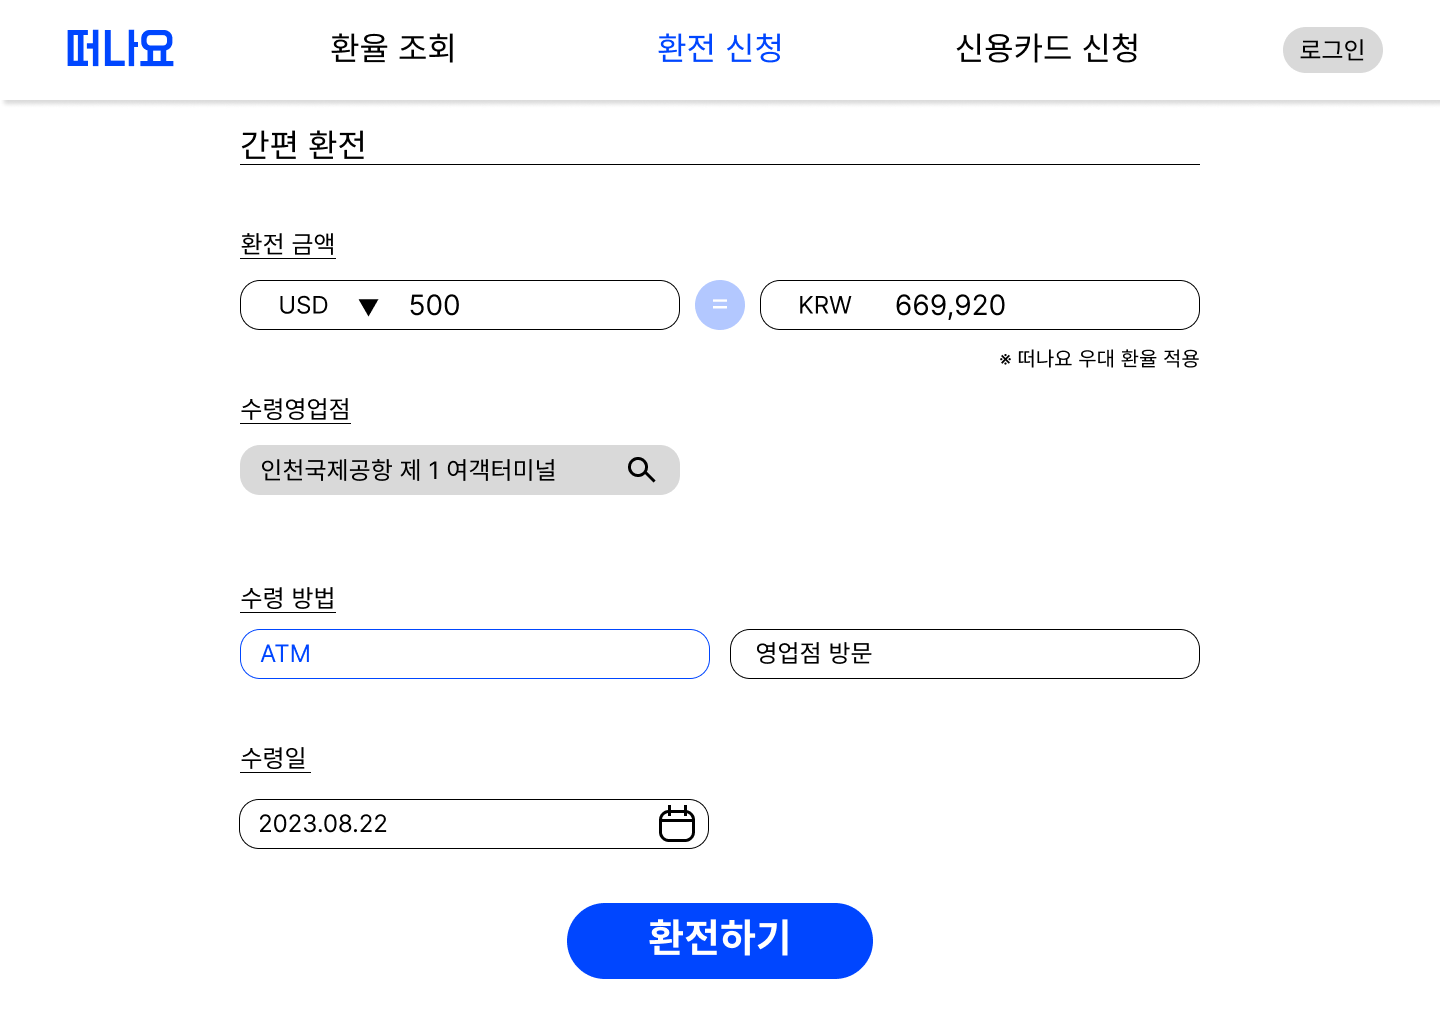 떠나요 환율 조회 환전 신청 신용카드 신청 로그인
간편 환전
환전 금액
USD ▼ 500 = KRW 669,920
※ 떠나요 우대 환율 적용
수령영업점
인천국제공항 제 1 여객터미널
수령 방법
ATM 영업점 방문
수령일
2023.08.22
환전하기